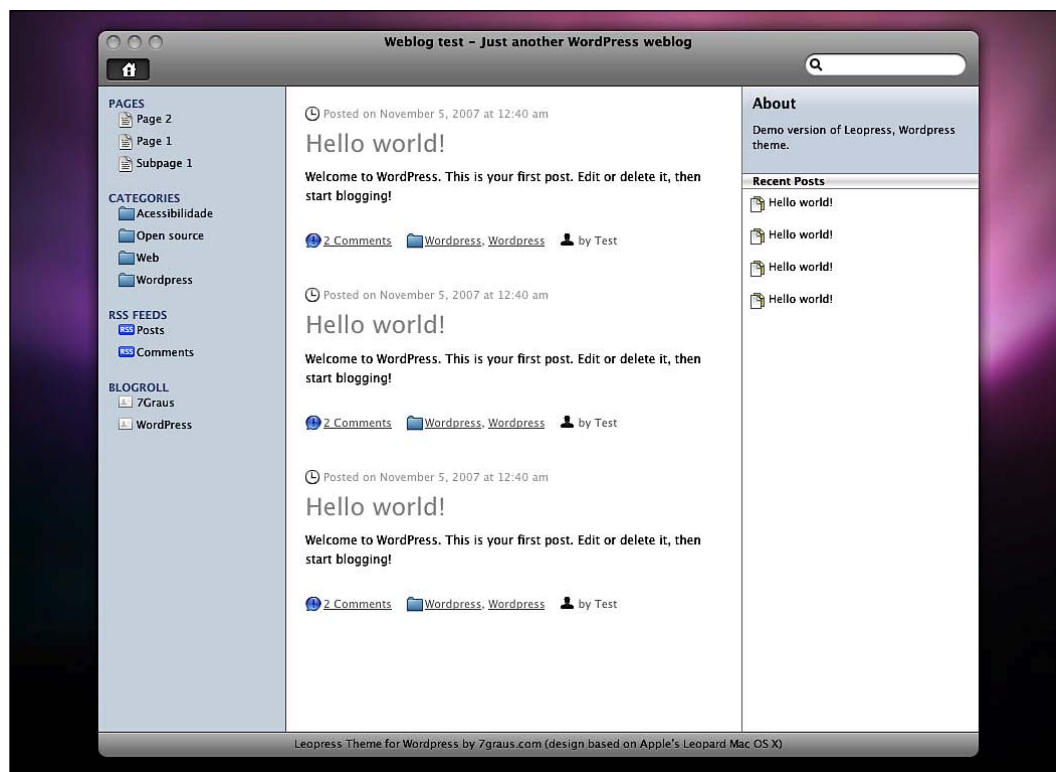 Weblog test – Just another WordPress weblog
PAGES
Page 2
Page 1
Subpage 1
CATEGORIES
Acessibilidade
Open source
Web
Wordpress
RSS FEEDS
RSS Posts
RSS Comments
BLOGROLL
7Graus
WordPress
Posted on November 5, 2007 at 12:40 am
Hello world!
Welcome to WordPress. This is your first post. Edit or delete it, then
start blogging!
2 Comments Wordpress, Wordpress by Test
Posted on November 5, 2007 at 12:40 am
Hello world!
Welcome to WordPress. This is your first post. Edit or delete it, then
start blogging!
2 Comments Wordpress, Wordpress by Test
Posted on November 5, 2007 at 12:40 am
Hello world!
Welcome to WordPress. This is your first post. Edit or delete it, then
start blogging!
2 Comments Wordpress, Wordpress by Test
About
Demo version of Leopress, Wordpress
theme.
Recent Posts
Hello world!
Hello world!
Hello world!
Hello world!
Leopress Theme for Wordpress by 7graus.com (design based on Apple's Leopard Mac OS X)